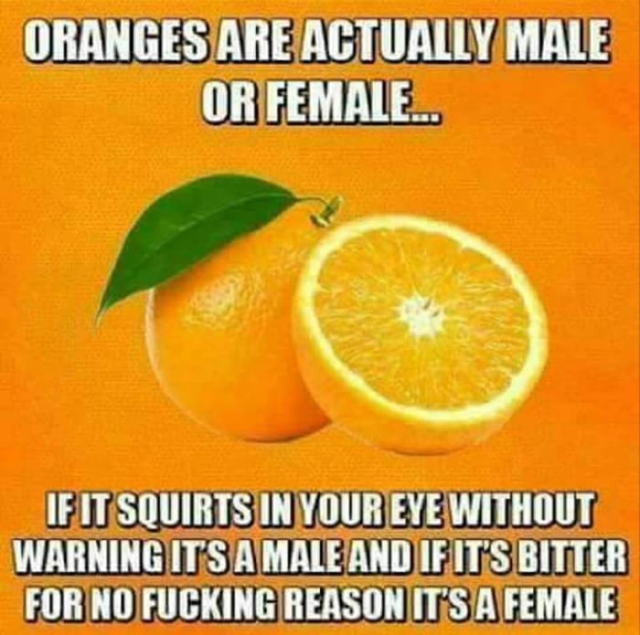 ORANGES ARE ACTUALLY MALE
OR FEMALE...
IF IT SQUIRTS IN YOUR EYE WITHOUT
WARNING IT'S A MALE AND IF IT'S BITTER
FOR NO FUCKING REASON IT'S A FEMALE